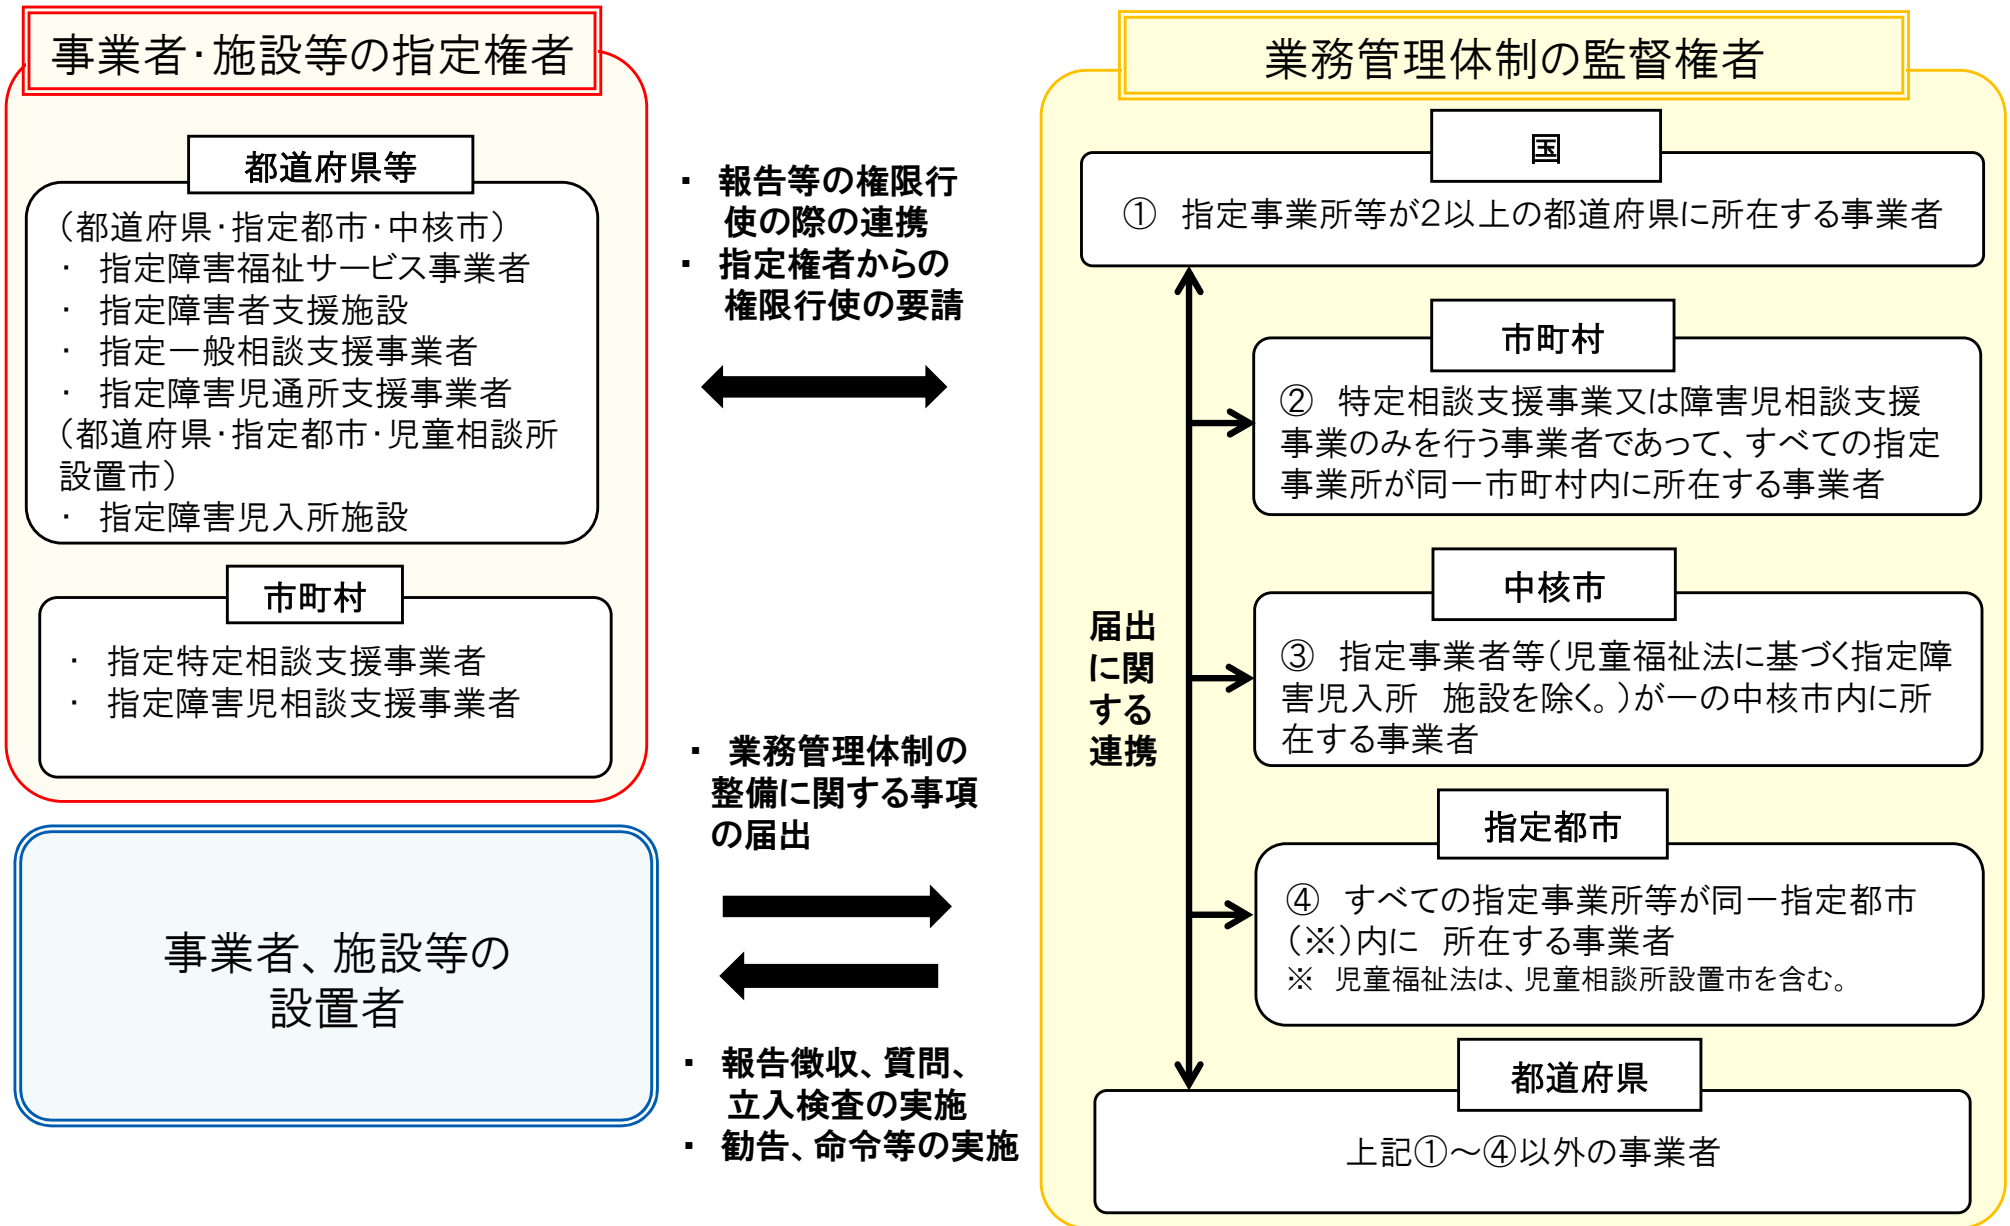 事業者・施設等の指定権者
都道府県等
（都道府県・指定都市・中核市）
・　指定障害福祉サービス事業者
・　指定障害者支援施設
・　指定一般相談支援事業者
・　指定障害児通所支援事業者
（都道府県・指定都市・児童相談所
設置市）
・　指定障害児入所施設
市町村
・　指定特定相談支援事業者
・　指定障害児相談支援事業者
事業者、施設等の
設置者
・　報告等の権限行
使の際の連携
・　指定権者からの
権限行使の要請
・　業務管理体制の
整備に関する事項
の届出
・　報告徴収、質問、
立入検査の実施
・　勧告、命令等の実施
業務管理体制の監督権者
国
①　指定事業所等が２以上の都道府県に所在する事業者
市町村
②　特定相談支援事業又は障害児相談支援
事業のみを行う事業者であって、すべての指定
事業所が同一市町村内に所在する事業者
中核市
③　指定事業者等（児童福祉法に基づく指定障
害児入所　施設を除く。）が一の中核市内に所
在する事業者
指定都市
④　すべての指定事業所等が同一指定都市
（※）内に　所在する事業者
※　児童福祉法は、児童相談所設置市を含む。
都道府県
上記①～④以外の事業者
届出
に関
する
連携